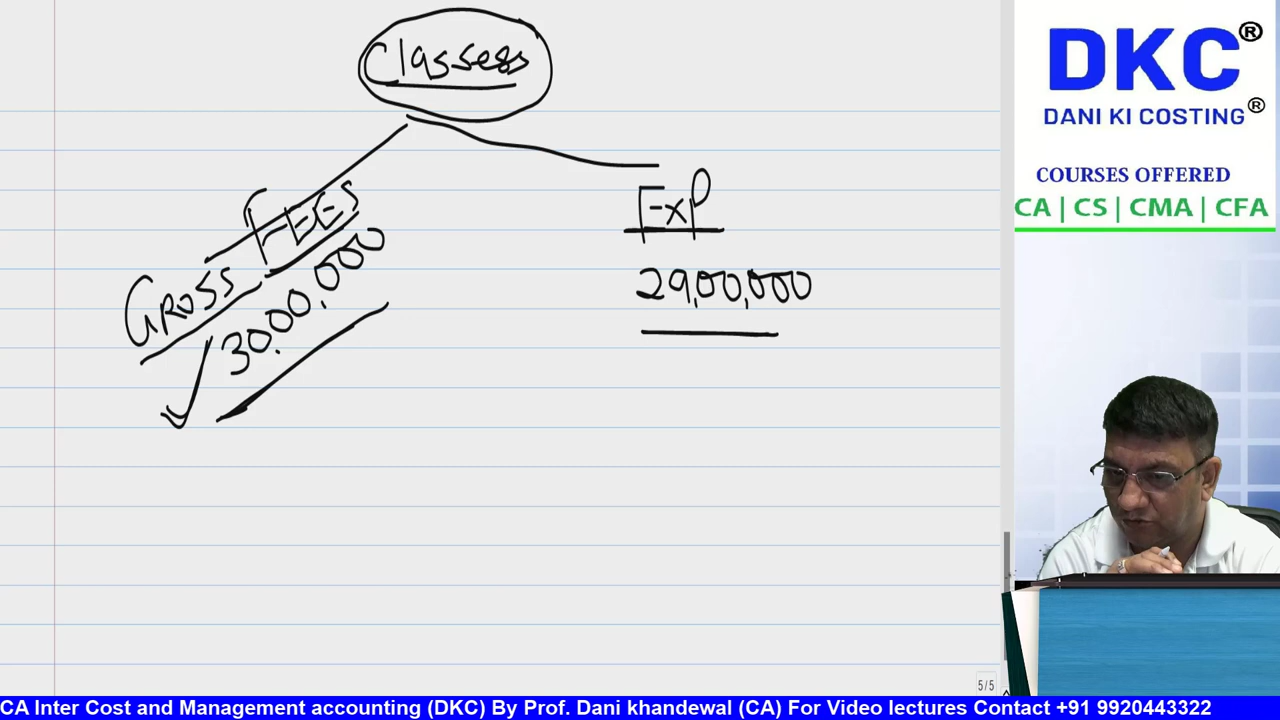 Classess
FEES
GROSS
30,00,000
Exp
29,00,000
DKC®
DANI KI COSTING®
COURSES OFFERED
CA | CS | CMA | CFA
5/5
CA Inter Cost and Management accounting (DKC) By Prof. Dani khandewal (CA) For Video lectures Contact +91 9920443322